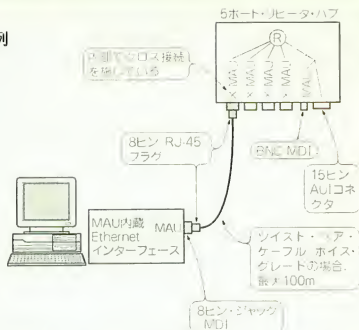 例
5ポート・リピータ・ハブ
R
内部でクロス接続
を施している
× MAU
× MAU
× MAU
× MAU
MAU
8ピン RJ-45
プラグ
BNC MDI
15ピン
AUIコネ
クタ
MAU内蔵
Ethernet
インターフェース
MAU
ツイスト・ペア・
ケーブル ボイス・
グレードの場合,
最大100m
8ピン・ジャック
MDI